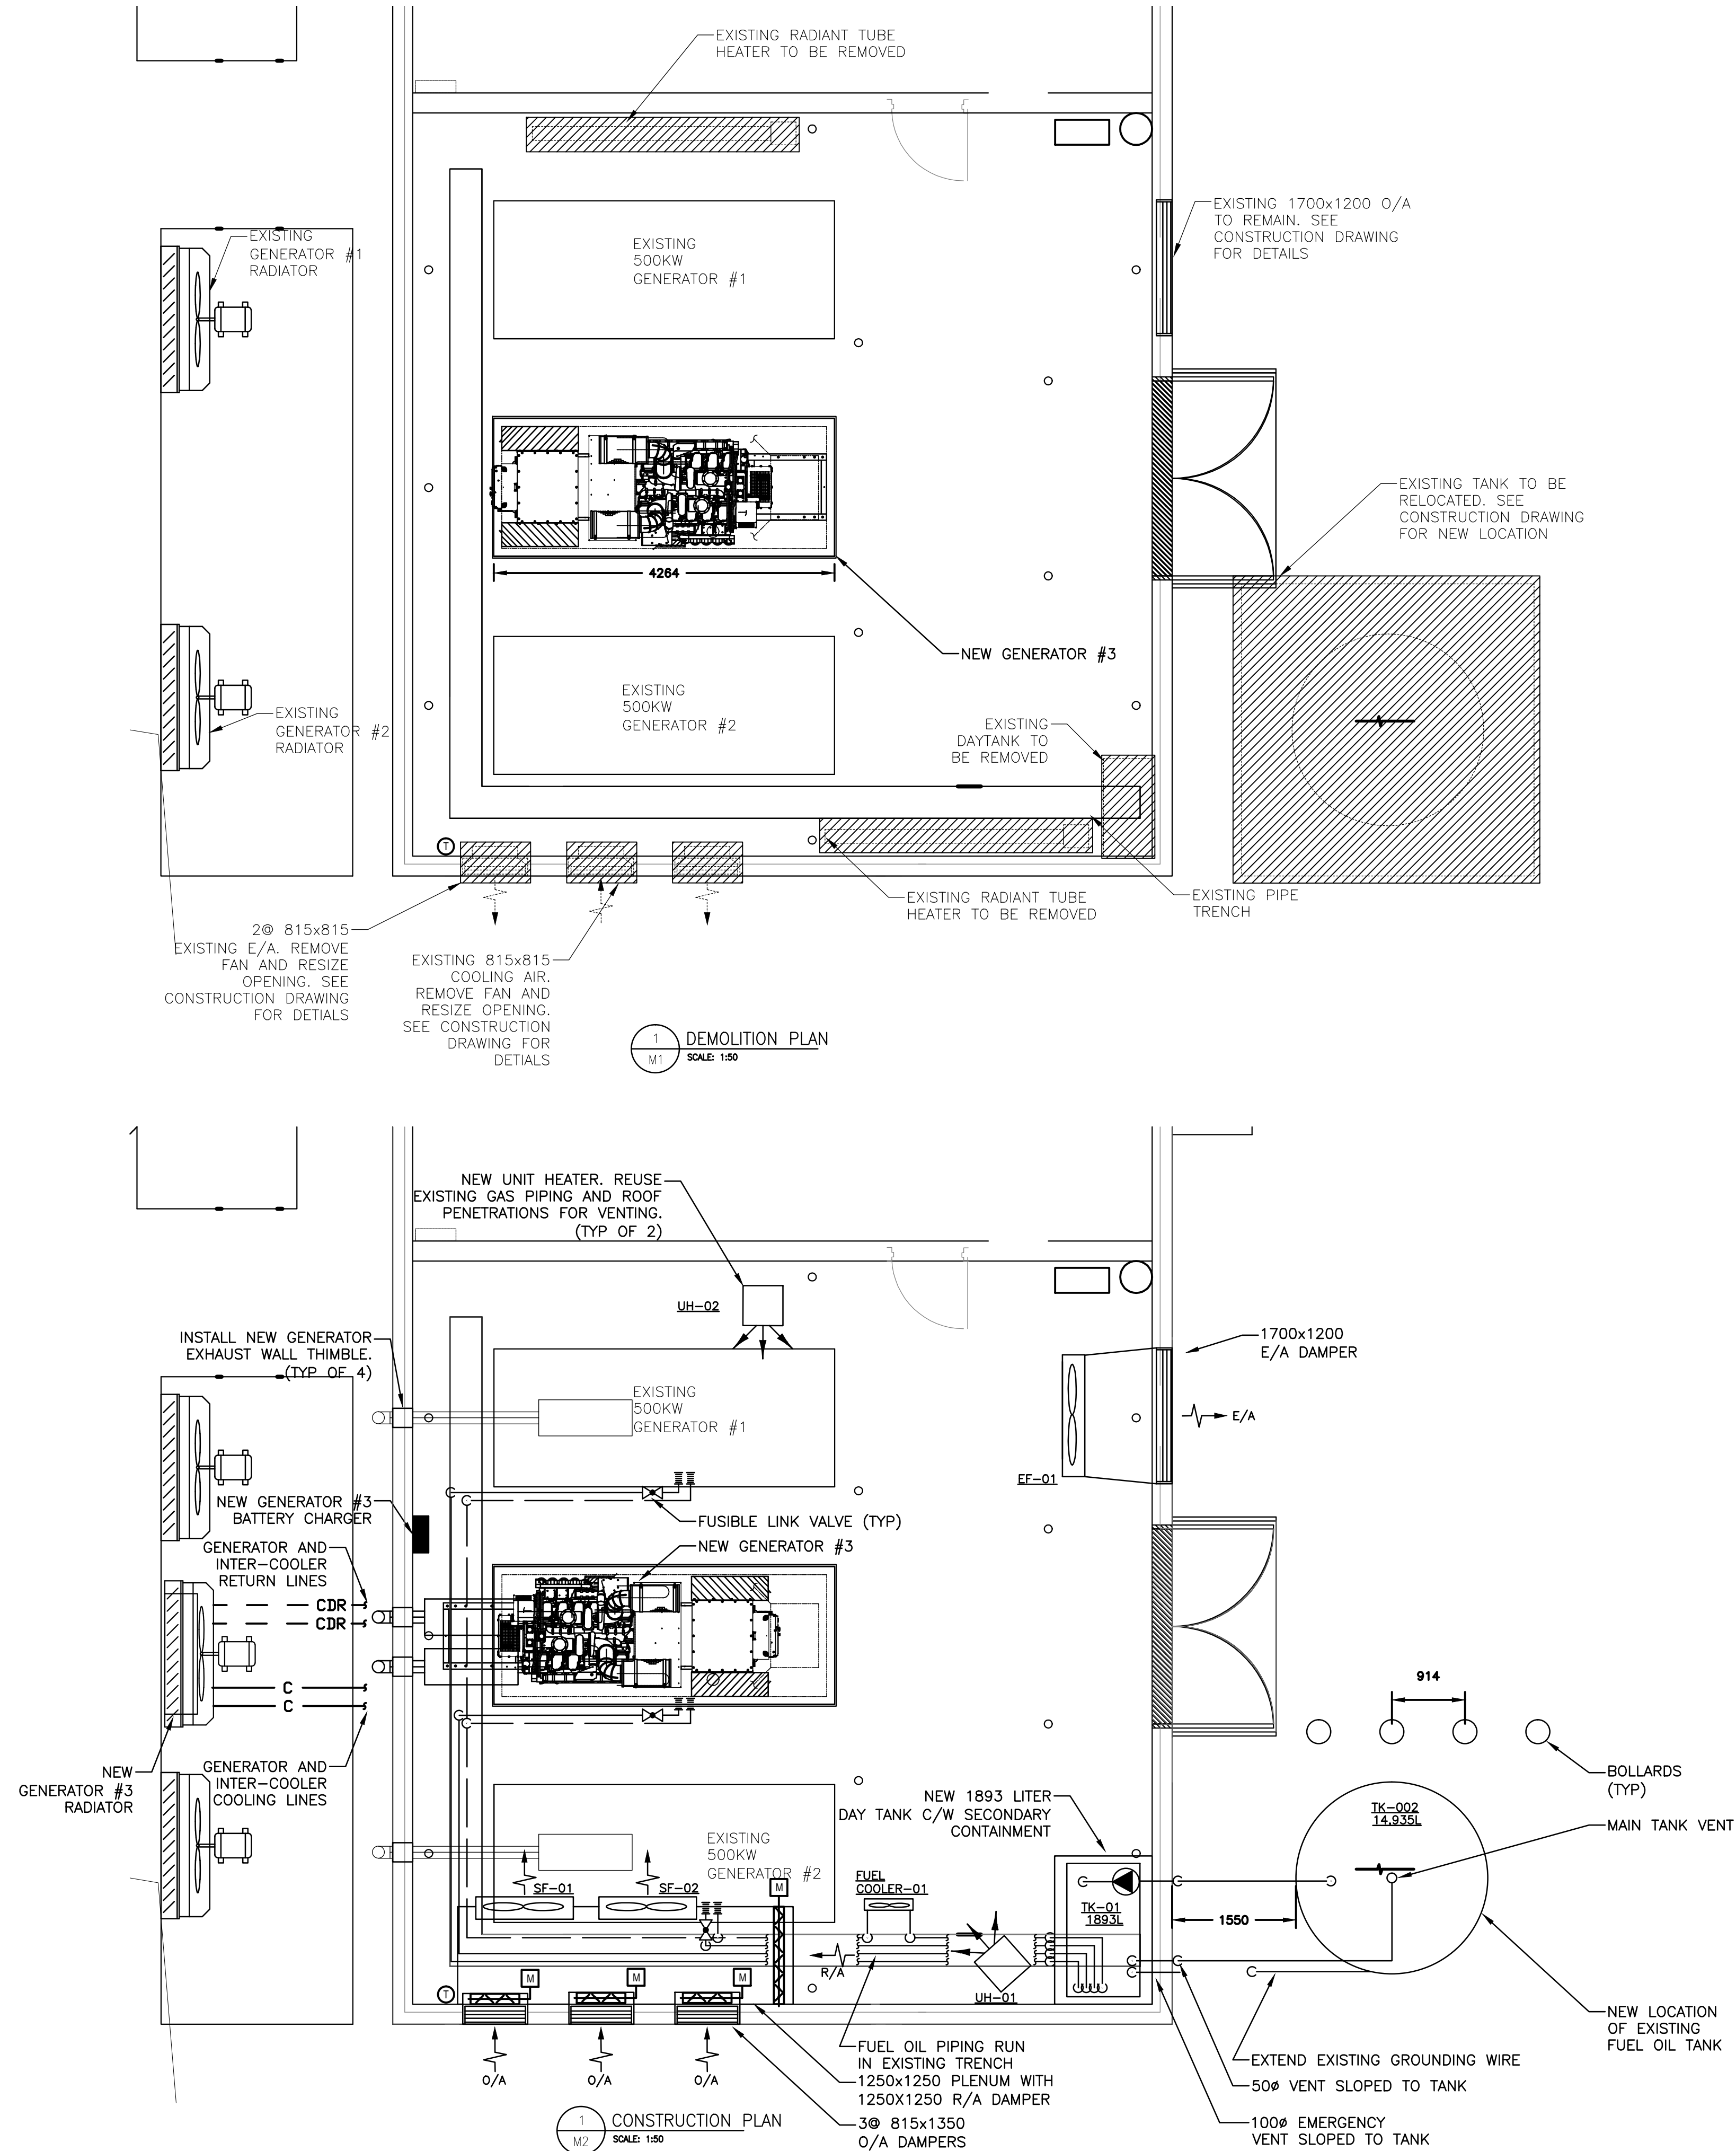 EXISTING RADIANT TUBE
HEATER TO BE REMOVED
EXISTING
GENERATOR #1
RADIATOR
EXISTING
500KW
GENERATOR #1
EXISTING 1700x1200 O/A
TO REMAIN. SEE
CONSTRUCTION DRAWING
FOR DETAILS
EXISTING TANK TO BE
RELOCATED. SEE
CONSTRUCTION DRAWING
FOR NEW LOCATION
4264
NEW GENERATOR #3
EXISTING
500KW
GENERATOR #2
EXISTING
GENERATOR #2
RADIATOR
EXISTING
DAYTANK TO
BE REMOVED
T
EXISTING RADIANT TUBE
HEATER TO BE REMOVED
EXISTING PIPE
TRENCH
2@ 815x815
EXISTING E/A. REMOVE
FAN AND RESIZE
OPENING. SEE
CONSTRUCTION DRAWING
FOR DETIALS
EXISTING 815x815
COOLING AIR.
REMOVE FAN AND
RESIZE OPENING.
SEE CONSTRUCTION
DRAWING FOR
DETIALS
1
M1
DEMOLITION PLAN
SCALE: 1:50
NEW UNIT HEATER. REUSE
EXISTING GAS PIPING AND ROOF
PENETRATIONS FOR VENTING.
(TYP OF 2)
UH-02
INSTALL NEW GENERATOR
EXHAUST WALL THIMBLE.
(TYP OF 4)
1700x1200
E/A DAMPER
EXISTING
500KW
GENERATOR #1
E/A
EF-01
NEW GENERATOR #3
BATTERY CHARGER
FUSIBLE LINK VALVE (TYP)
NEW GENERATOR #3
GENERATOR AND
INTER-COOLER
RETURN LINES
CDR
CDR
C
C
914
NEW
GENERATOR #3
RADIATOR
GENERATOR AND
INTER-COOLER
COOLING LINES
BOLLARDS
(TYP)
NEW 1893 LITER
DAY TANK C/W SECONDARY
CONTAINMENT
TK-002
14,935L
MAIN TANK VENT
EXISTING
500KW
GENERATOR #2
SF-01
SF-02
M
FUEL
COOLER-01
TK-01
1893L
1550
R/A
UH-01
T
M
M
M
O/A
O/A
O/A
NEW LOCATION
OF EXISTING
FUEL OIL TANK
FUEL OIL PIPING RUN
IN EXISTING TRENCH
1250x1250 PLENUM WITH
1250X1250 R/A DAMPER
3@ 815x1350
O/A DAMPERS
EXTEND EXISTING GROUNDING WIRE
50ø VENT SLOPED TO TANK
100ø EMERGENCY
VENT SLOPED TO TANK
1
M2
CONSTRUCTION PLAN
SCALE: 1:50